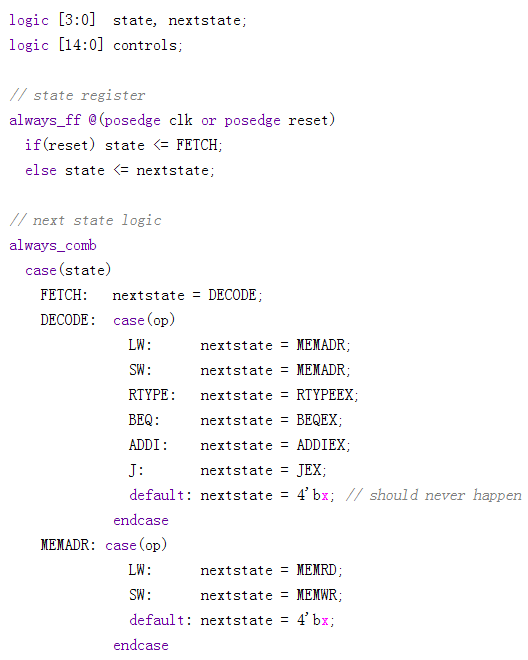 logic [3:0]  state, nextstate;
logic [14:0] controls;

// state register
always_ff @(posedge clk or posedge reset)
  if(reset) state <= FETCH;
  else state <= nextstate;

// next state logic
always_comb
  case(state)
    FETCH:   nextstate = DECODE;
    DECODE:  case(op)
               LW:      nextstate = MEMADR;
               SW:      nextstate = MEMADR;
               RTYPE:   nextstate = RTYPEEX;
               BEQ:     nextstate = BEQEX;
               ADDI:    nextstate = ADDIEX;
               J:       nextstate = JEX;
               default: nextstate = 4'bx; // should never happen
             endcase
    MEMADR: case(op)
               LW:      nextstate = MEMRD;
               SW:      nextstate = MEMWR;
               default: nextstate = 4'bx;
             endcase